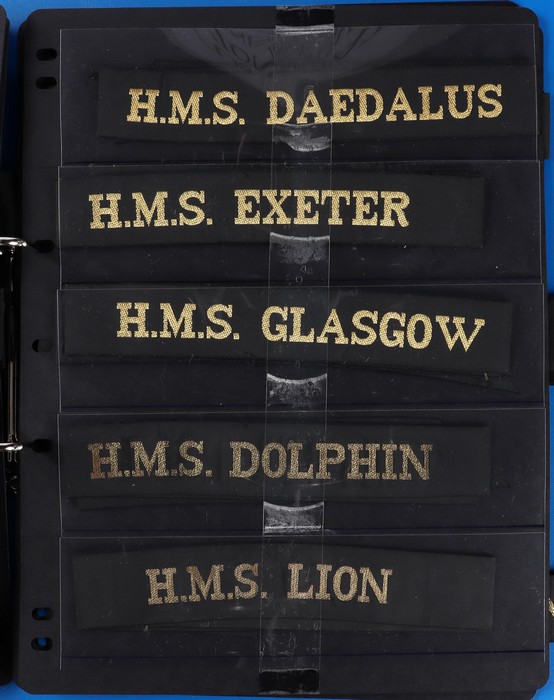 H.M.S. DAEDALUS
H.M.S. EXETER
H.M.S. GLASGOW
H.M.S. DOLPHIN
H.M.S. LION